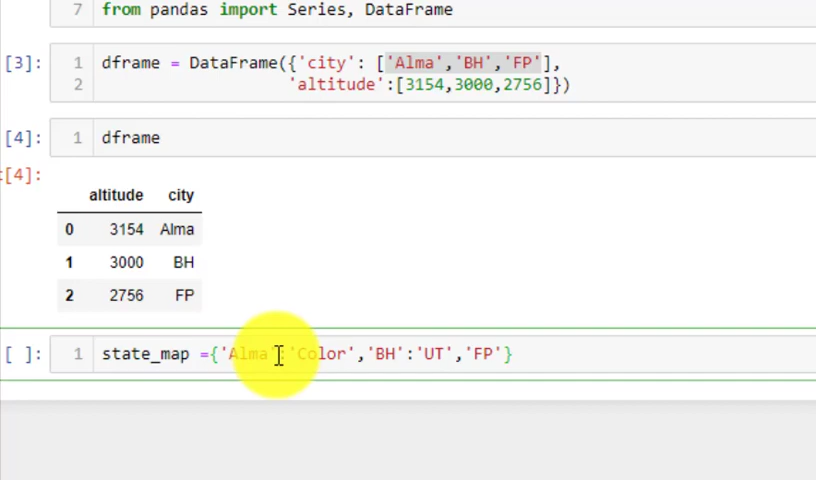 7 from pandas import Series, DataFrame
[3]: 1 dframe = DataFrame({'city': ['Alma','BH','FP'],
2 'altitude':[3154,3000,2756]})
[4]: 1 dframe
t[4]:
altitude city
0 3154 Alma
1 3000 BH
2 2756 FP
[ ]: 1 state_map ={'Alma':'Color','BH':'UT','FP'}